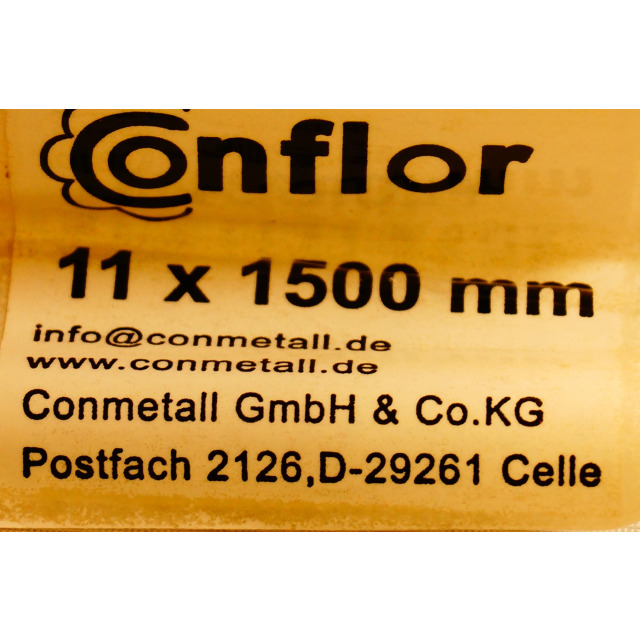 Conflor
11 x 1500 mm
info@conmetall.de
www.conmetall.de
Conmetall GmbH & Co.KG
Postfach 2126,D-29261 Celle